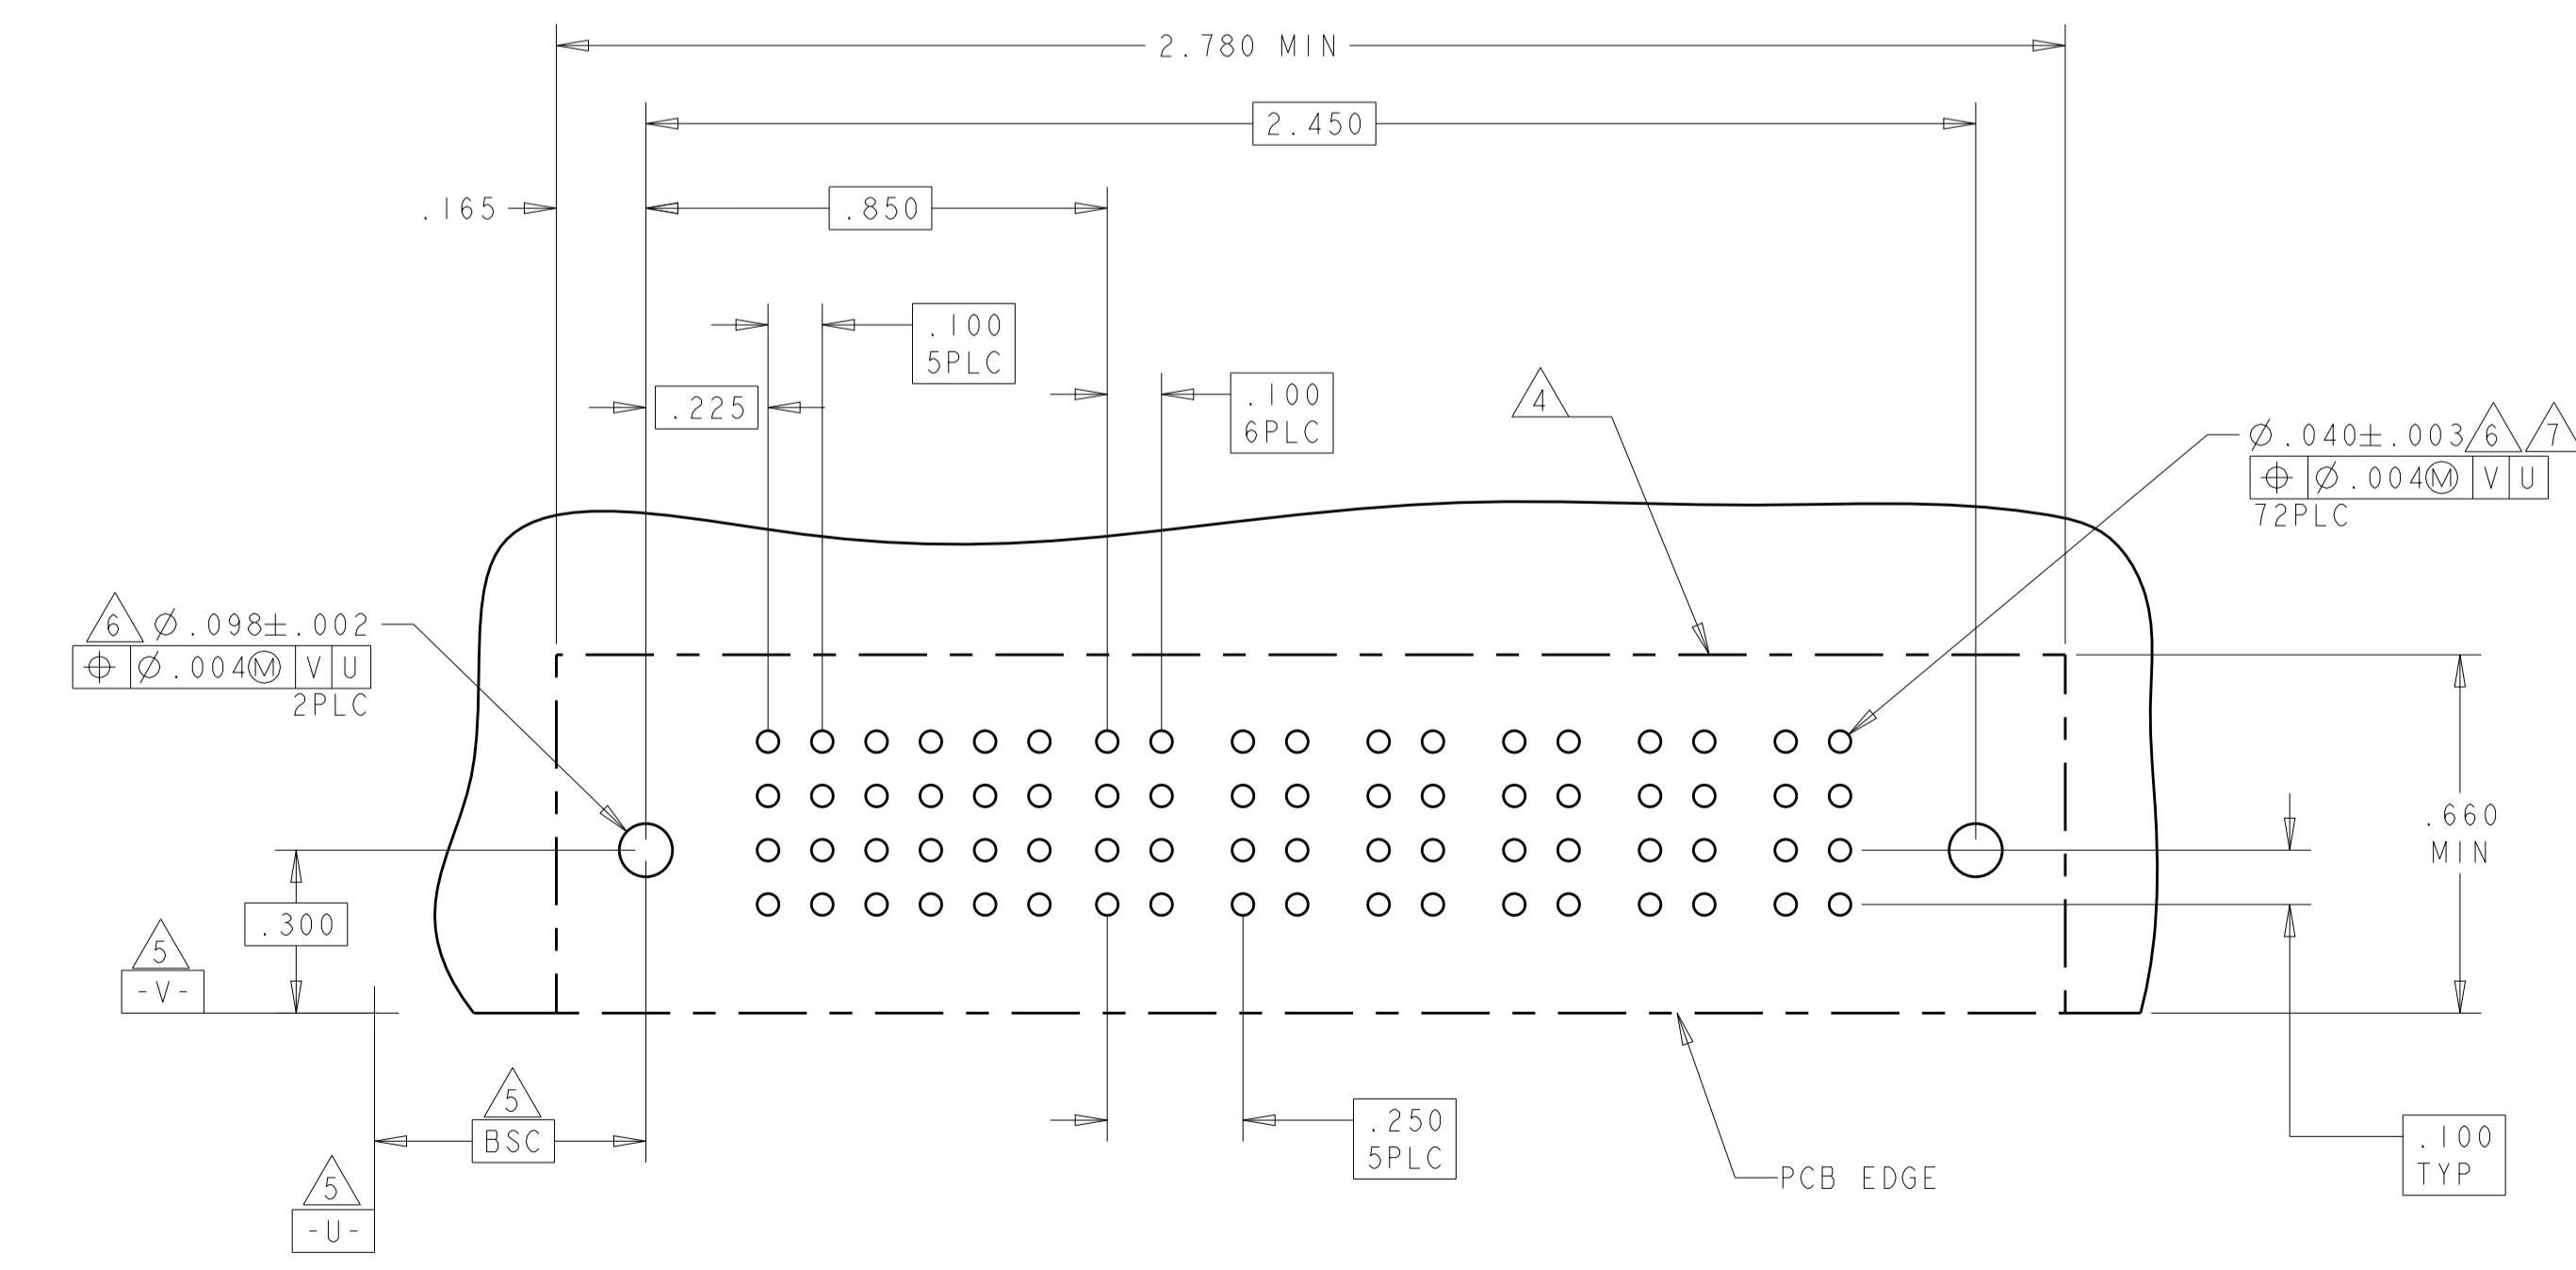 2.780 MIN
2.450
.165
.850
.100
5PLC
.225
.100
6PLC
4
Ø.040±.003 6 7
⌖ Ø.004Ⓜ V U
72PLC
6 Ø.098±.002
⌖ Ø.004Ⓜ V U
2PLC
.660
MIN
.300
5
-V-
5
BSC
.250
5PLC
.100
TYP
PCB EDGE
5
-U-